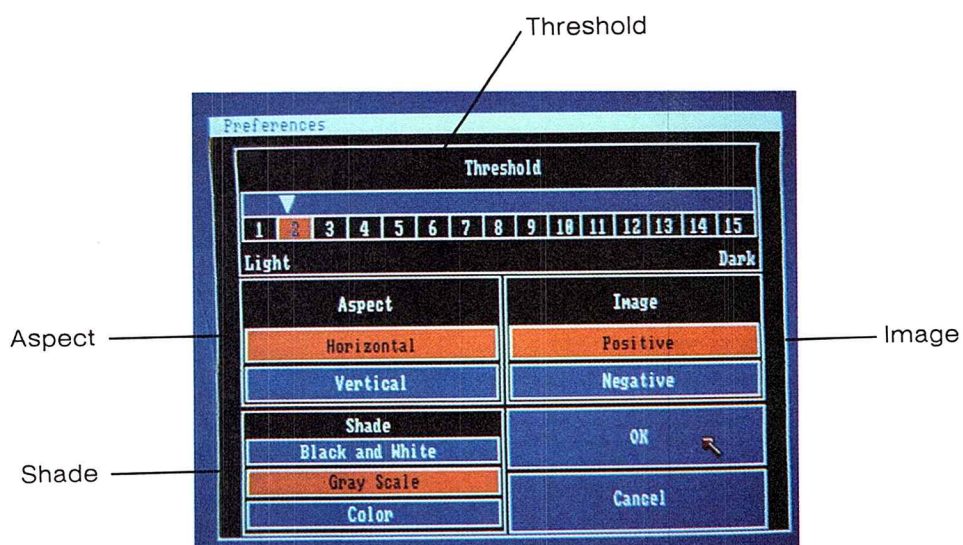 Threshold
Preferences
Threshold
1 2 3 4 5 6 7 8 9 10 11 12 13 14 15
Light Dark
Aspect Image
Aspect Horizontal Positive Image
Vertical Negative
Shade
Black and White OK
Shade Gray Scale
Color Cancel